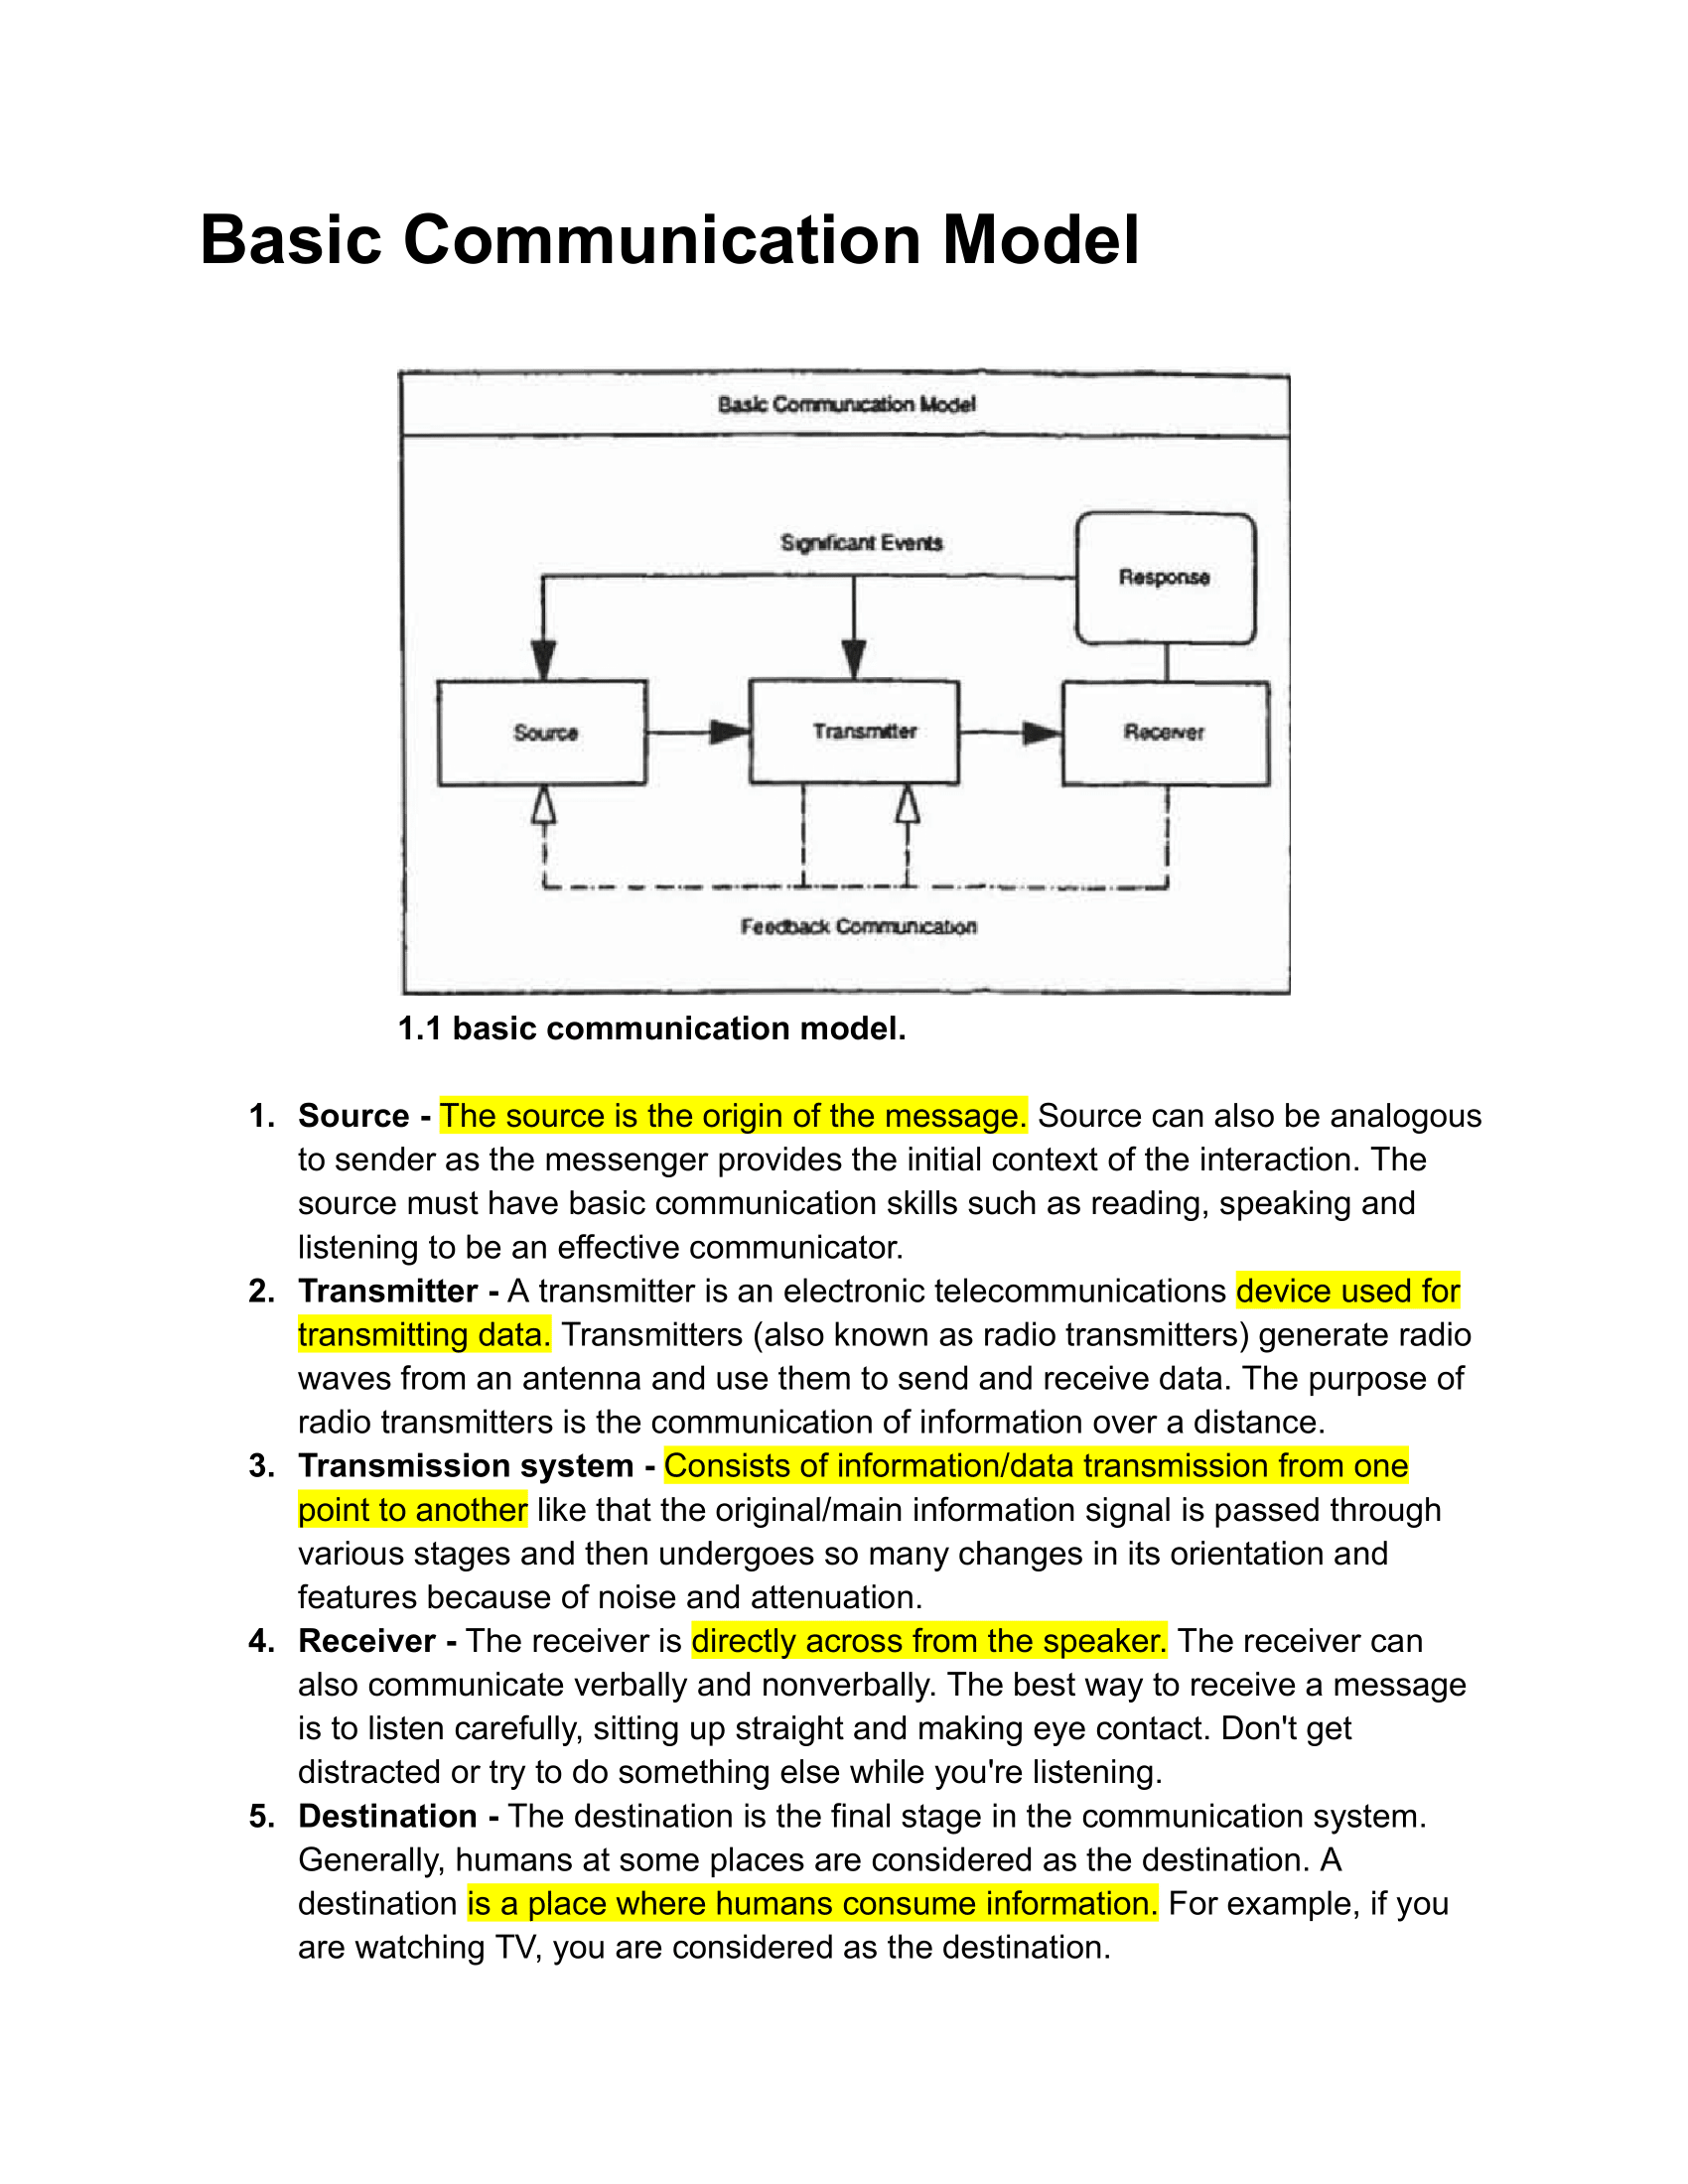 Basic Communication Model
Basic Communication Model
Significant Events
Response
Source
Transmitter
Receiver
Feedback Communication
1.1 basic communication model.
1. Source - The source is the origin of the message. Source can also be analogous
to sender as the messenger provides the initial context of the interaction. The
source must have basic communication skills such as reading, speaking and
listening to be an effective communicator.
2. Transmitter - A transmitter is an electronic telecommunications device used for
transmitting data. Transmitters (also known as radio transmitters) generate radio
waves from an antenna and use them to send and receive data. The purpose of
radio transmitters is the communication of information over a distance.
3. Transmission system - Consists of information/data transmission from one
point to another like that the original/main information signal is passed through
various stages and then undergoes so many changes in its orientation and
features because of noise and attenuation.
4. Receiver - The receiver is directly across from the speaker. The receiver can
also communicate verbally and nonverbally. The best way to receive a message
is to listen carefully, sitting up straight and making eye contact. Don't get
distracted or try to do something else while you're listening.
5. Destination - The destination is the final stage in the communication system.
Generally, humans at some places are considered as the destination. A
destination is a place where humans consume information. For example, if you
are watching TV, you are considered as the destination.